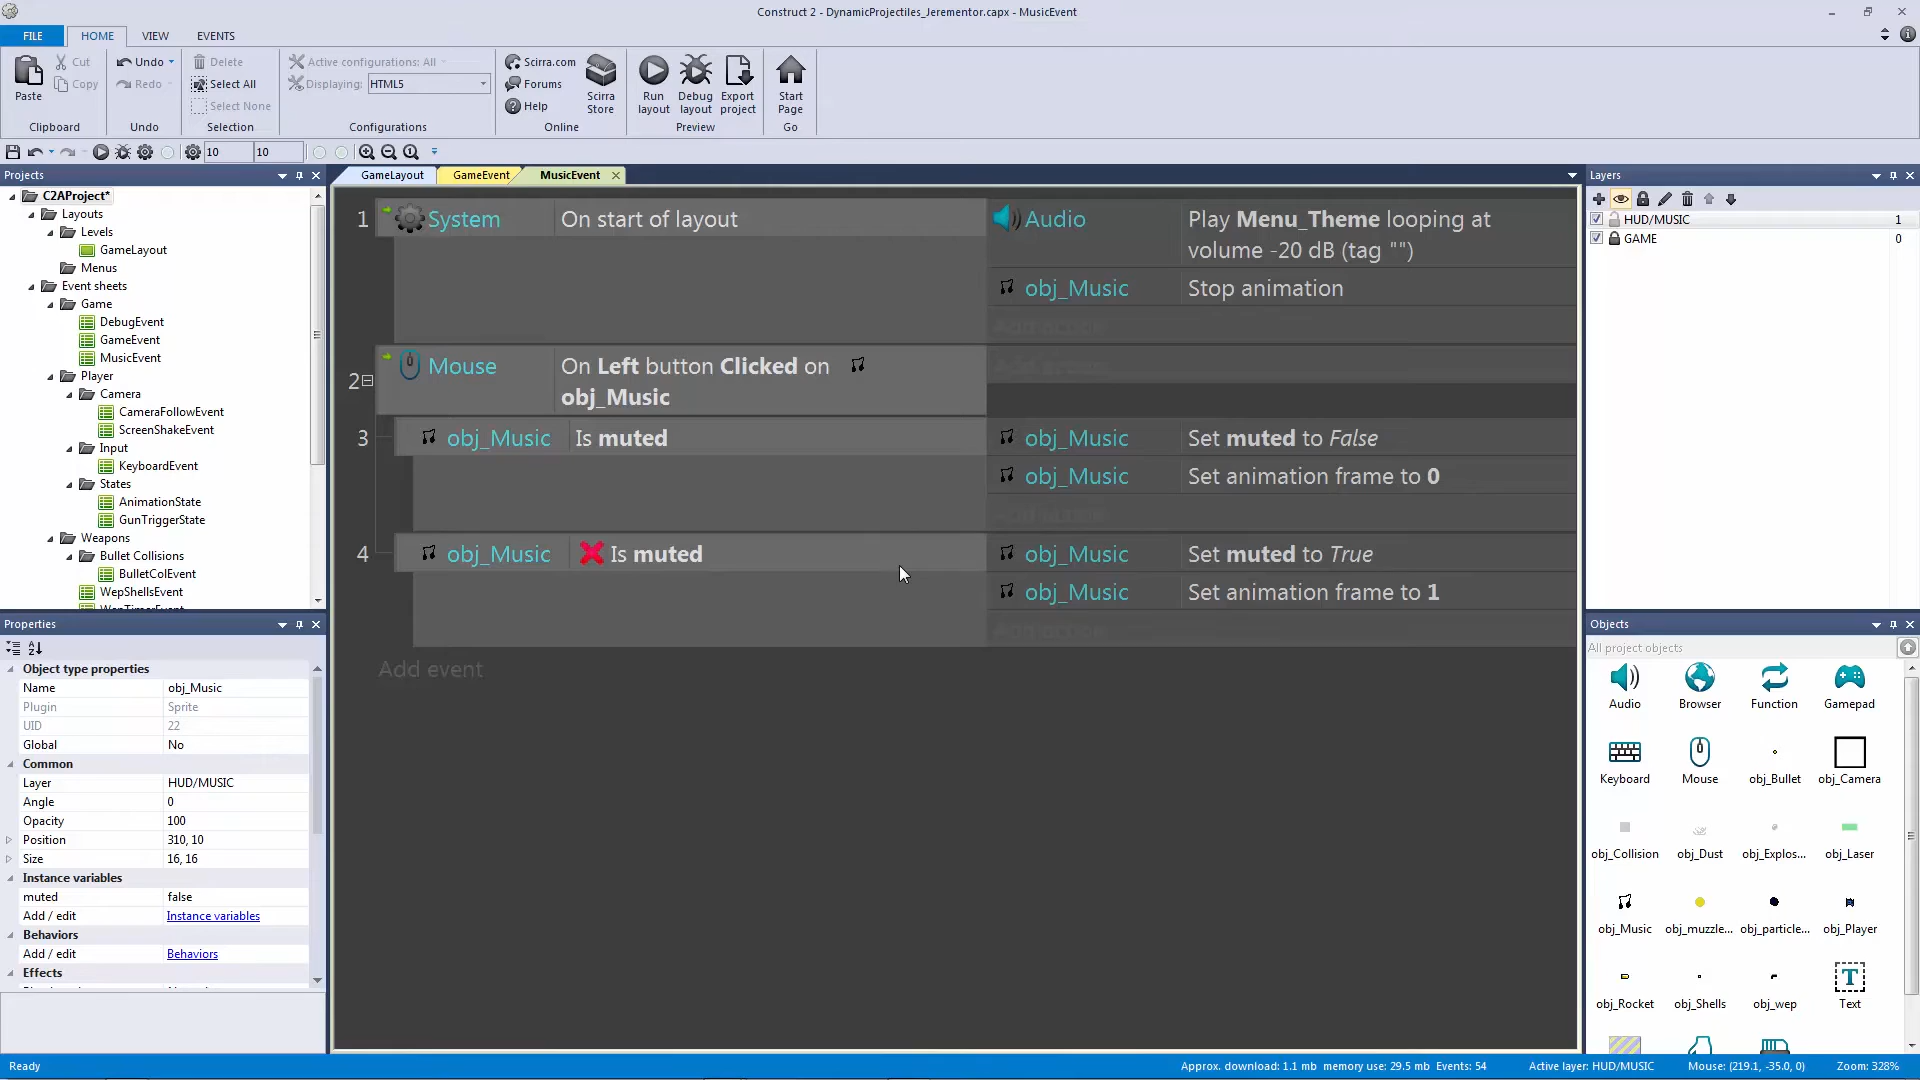 Construct 2 - DynamicProjectiles_Jerementor.capx - MusicEvent
FILE
HOME
VIEW
EVENTS
Paste
Cut
Copy
Clipboard
Undo
Redo
Undo
Delete
Select All
Select None
Selection
Active configurations: All
Displaying: HTML5
Configurations
Scirra.com
Forums
Help
Scirra Store
Online
Run layout
Debug layout
Export project
Preview
Start Page
Go
10
10
Projects
C2AProject*
Layouts
Levels
GameLayout
Menus
Event sheets
Game
DebugEvent
GameEvent
MusicEvent
Player
Camera
CameraFollowEvent
ScreenShakeEvent
Input
KeyboardEvent
States
AnimationState
GunTriggerState
Weapons
Bullet Collisions
BulletColEvent
WepShellsEvent
WepTimerEvent
Properties
Object type properties
Name obj_Music
Plugin Sprite
UID 22
Global No
Common
Layer HUD/MUSIC
Angle 0
Opacity 100
Position 310, 10
Size 16, 16
Instance variables
muted false
Add / edit Instance variables
Behaviors
Add / edit Behaviors
Effects
GameLayout
GameEvent
MusicEvent
1 System On start of layout
Audio Play Menu_Theme looping at
volume -20 dB (tag "")
obj_Music Stop animation
Add action
2 Mouse On Left button Clicked on
obj_Music
Add action
3 obj_Music Is muted
obj_Music Set muted to False
obj_Music Set animation frame to 0
Add action
4 obj_Music Is muted
obj_Music Set muted to True
obj_Music Set animation frame to 1
Add action
Add event
Layers
HUD/MUSIC 1
GAME 0
Objects
All project objects
Audio
Browser
Function
Gamepad
Keyboard
Mouse
obj_Bullet
obj_Camera
obj_Collision
obj_Dust
obj_Explos...
obj_Laser
obj_Music
obj_muzzle...
obj_particle...
obj_Player
obj_Rocket
obj_Shells
obj_wep
T
Text
Ready
Approx. download: 1.1 mb memory use: 29.5 mb Events: 54
Active layer: HUD/MUSIC
Mouse: (219.1, -35.0, 0)
Zoom: 328%